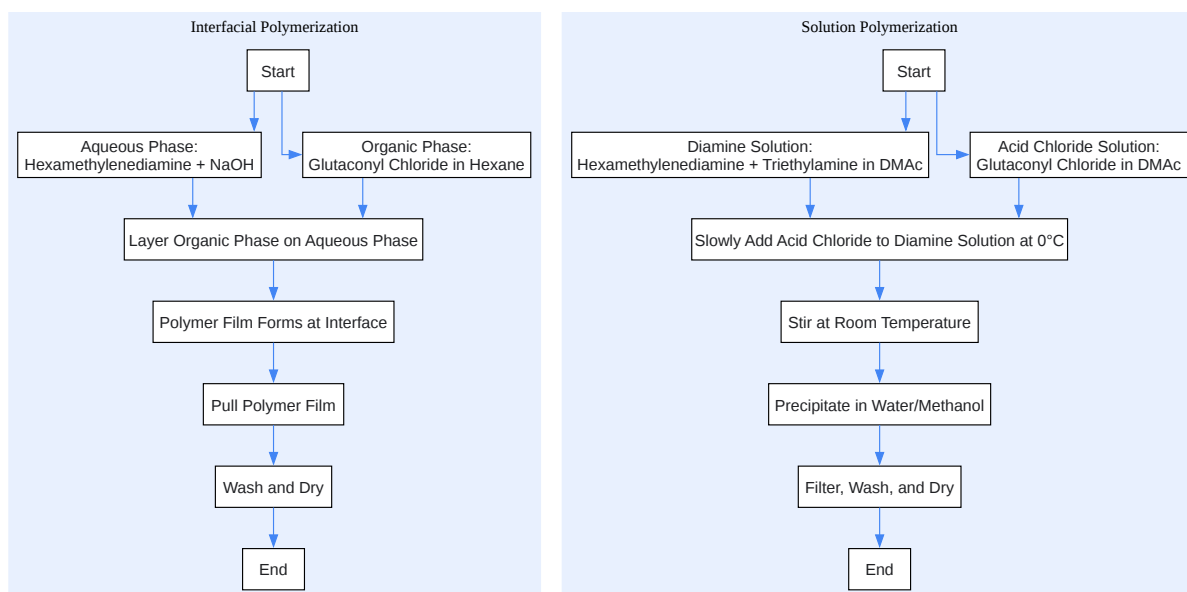 Interfacial Polymerization
Start
Aqueous Phase:
Hexamethylenediamine + NaOH
Organic Phase:
Glutaconyl Chloride in Hexane
Layer Organic Phase on Aqueous Phase
Polymer Film Forms at Interface
Pull Polymer Film
Wash and Dry
End
Solution Polymerization
Start
Diamine Solution:
Hexamethylenediamine + Triethylamine in DMAc
Acid Chloride Solution:
Glutaconyl Chloride in DMAc
Slowly Add Acid Chloride to Diamine Solution at 0°C
Stir at Room Temperature
Precipitate in Water/Methanol
Filter, Wash, and Dry
End